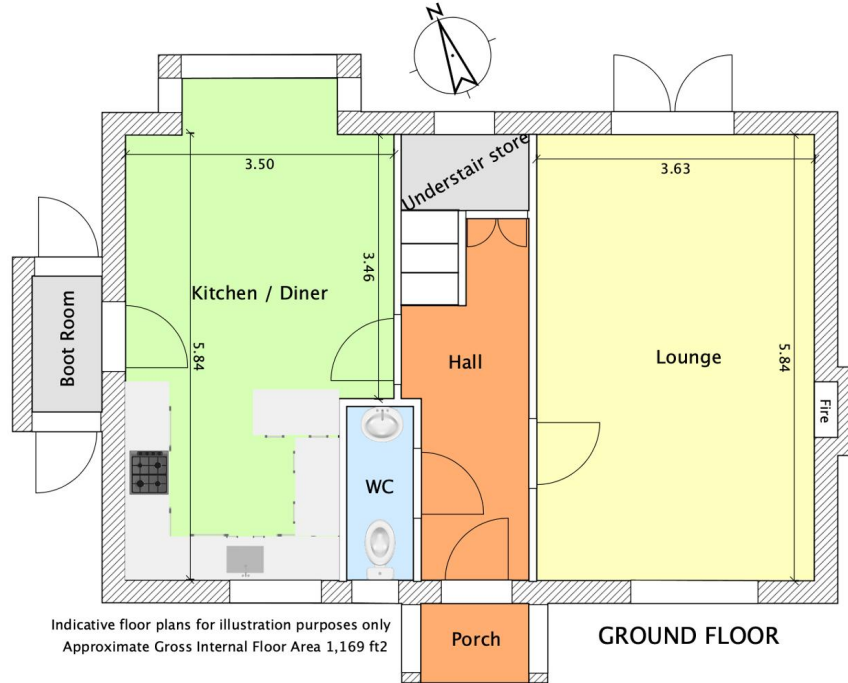 N
3.50
Understair store
3.63
3.46
Kitchen / Diner
Boot Room
5.84
Hall
Lounge
5.84
Fire
WC
Indicative floor plans for illustration purposes only
Approximate Gross Internal Floor Area 1,169 ft2
Porch
GROUND FLOOR